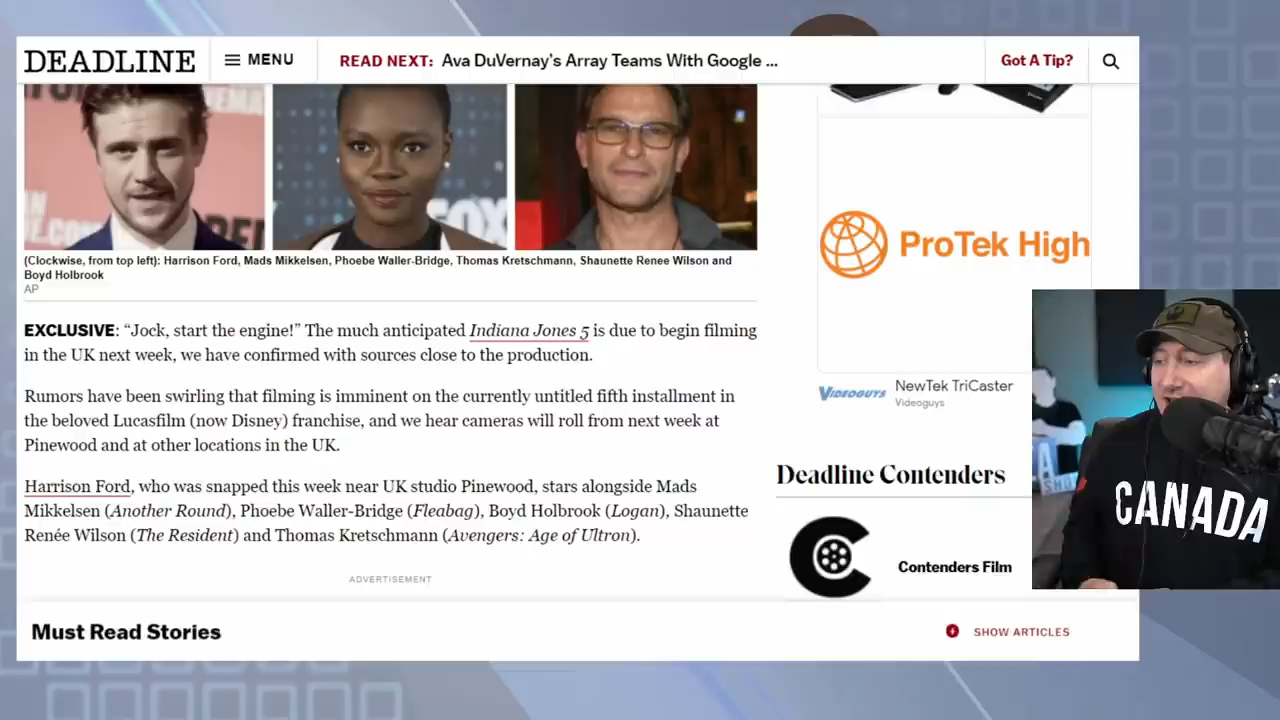 DEADLINE
MENU
READ NEXT: Ava DuVernay's Array Teams With Google ...
Got A Tip?
(Clockwise, from top left): Harrison Ford, Mads Mikkelsen, Phoebe Waller-Bridge, Thomas Kretschmann, Shaunette Renee Wilson and
Boyd Holbrook
AP
EXCLUSIVE: “Jock, start the engine!” The much anticipated Indiana Jones 5 is due to begin filming
in the UK next week, we have confirmed with sources close to the production.
Rumors have been swirling that filming is imminent on the currently untitled fifth installment in
the beloved Lucasfilm (now Disney) franchise, and we hear cameras will roll from next week at
Pinewood and at other locations in the UK.
Harrison Ford, who was snapped this week near UK studio Pinewood, stars alongside Mads
Mikkelsen (Another Round), Phoebe Waller-Bridge (Fleabag), Boyd Holbrook (Logan), Shaunette
Renée Wilson (The Resident) and Thomas Kretschmann (Avengers: Age of Ultron).
ADVERTISEMENT
Must Read Stories
SHOW ARTICLES
ProTek High
VIDEOGUYS
NewTek TriCaster
Videoguys
Deadline Contenders
Contenders Film
CANADA
FOX